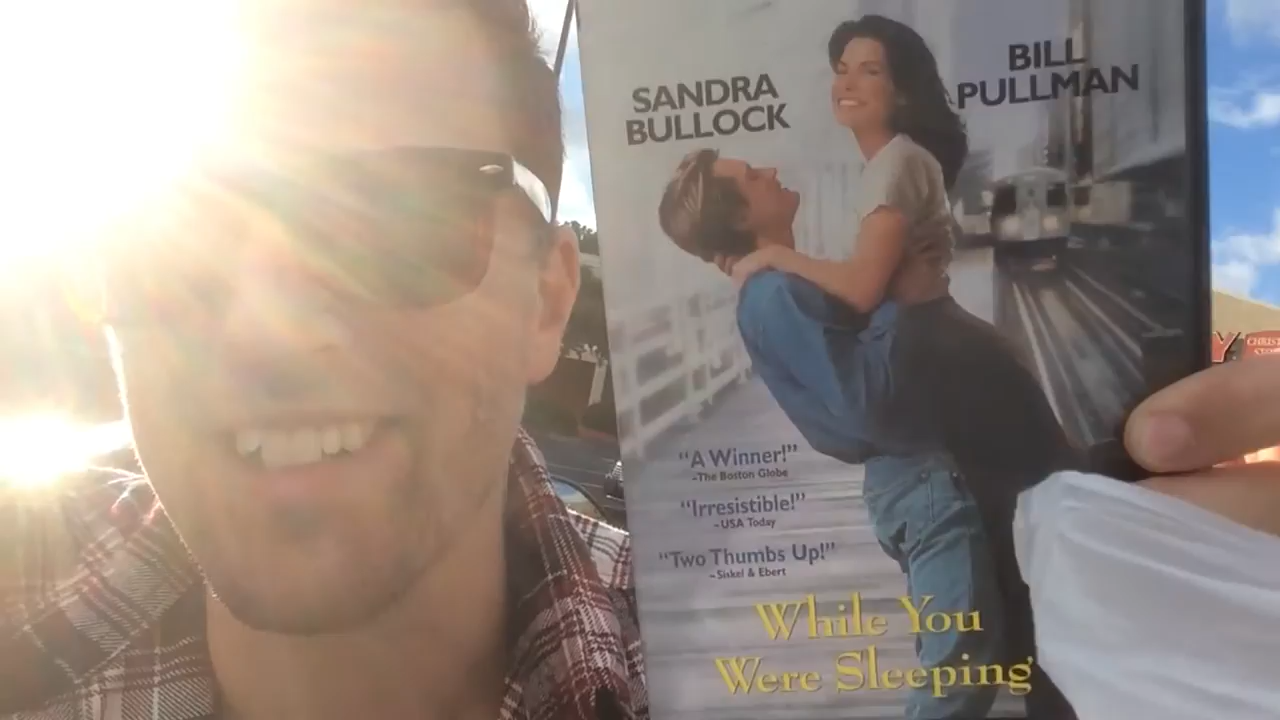 SANDRA
BULLOCK
BILL
PULLMAN
"A Winner!"
~The Boston Globe
"Irresistible!"
~USA Today
"Two Thumbs Up!"
~Siskel & Ebert
While You
Were Sleeping